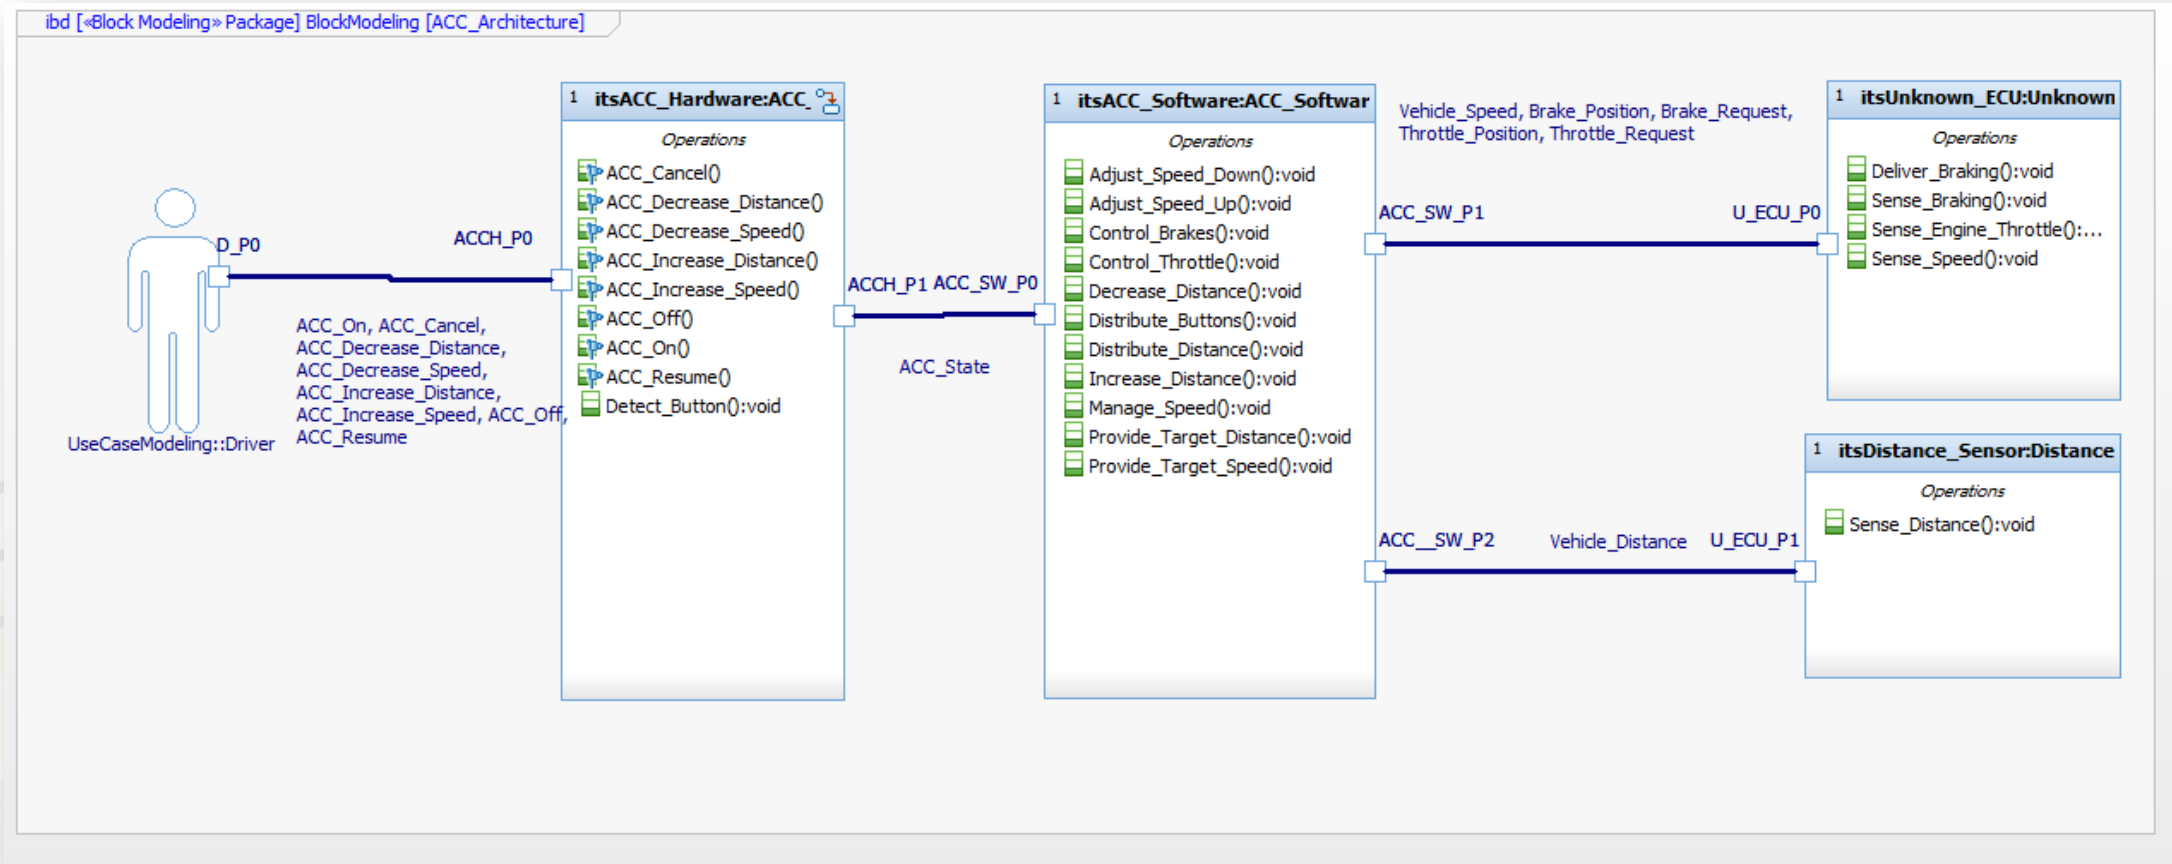 ibd [«Block Modeling» Package] BlockModeling [ACC_Architecture]
D_P0
UseCaseModeling::Driver
ACCH_P0
ACC_On, ACC_Cancel,
ACC_Decrease_Distance,
ACC_Decrease_Speed,
ACC_Increase_Distance,
ACC_Increase_Speed, ACC_Off,
ACC_Resume
1 itsACC_Hardware:ACC_
Operations
ACC_Cancel()
ACC_Decrease_Distance()
ACC_Decrease_Speed()
ACC_Increase_Distance()
ACC_Increase_Speed()
ACC_Off()
ACC_On()
ACC_Resume()
Detect_Button():void
ACCH_P1 ACC_SW_P0
ACC_State
1 itsACC_Software:ACC_Softwar
Operations
Adjust_Speed_Down():void
Adjust_Speed_Up():void
Control_Brakes():void
Control_Throttle():void
Decrease_Distance():void
Distribute_Buttons():void
Distribute_Distance():void
Increase_Distance():void
Manage_Speed():void
Provide_Target_Distance():void
Provide_Target_Speed():void
Vehicle_Speed, Brake_Position, Brake_Request,
Throttle_Position, Throttle_Request
ACC_SW_P1 U_ECU_P0
1 itsUnknown_ECU:Unknown
Operations
Deliver_Braking():void
Sense_Braking():void
Sense_Engine_Throttle():...
Sense_Speed():void
ACC__SW_P2 Vehicle_Distance U_ECU_P1
1 itsDistance_Sensor:Distance
Operations
Sense_Distance():void